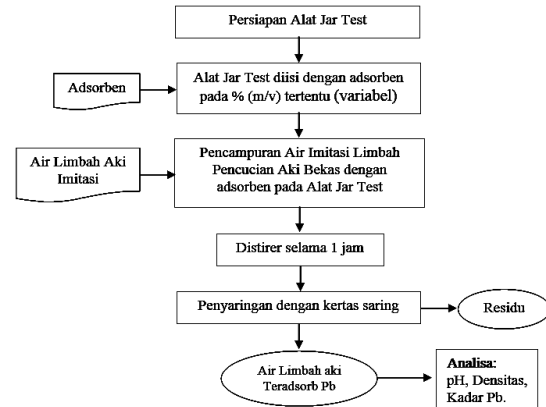 Persiapan Alat Jar Test
Adsorben
Alat Jar Test diisi dengan adsorben
pada % (m/v) tertentu (variabel)
Air Limbah Aki
Imitasi
Pencampuran Air Imitasi Limbah
Pencucian Aki Bekas dengan
adsorben pada Alat Jar Test
Distirer selama 1 jam
Penyaringan dengan kertas saring
Residu
Air Limbah aki
Teradsorb Pb
Analisa:
pH, Densitas,
Kadar Pb.